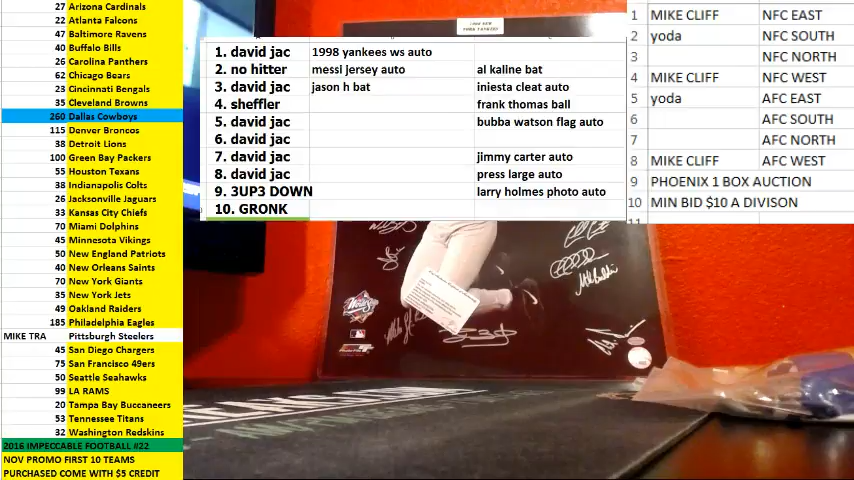 27 Arizona Cardinals
22 Atlanta Falcons
47 Baltimore Ravens
40 Buffalo Bills
26 Carolina Panthers
62 Chicago Bears
23 Cincinnati Bengals
35 Cleveland Browns
260 Dallas Cowboys
115 Denver Broncos
38 Detroit Lions
100 Green Bay Packers
55 Houston Texans
38 Indianapolis Colts
26 Jacksonville Jaguars
33 Kansas City Chiefs
70 Miami Dolphins
45 Minnesota Vikings
50 New England Patriots
40 New Orleans Saints
70 New York Giants
35 New York Jets
49 Oakland Raiders
185 Philadelphia Eagles
MIKE TRA Pittsburgh Steelers
45 San Diego Chargers
75 San Francisco 49ers
50 Seattle Seahawks
99 LA RAMS
20 Tampa Bay Buccaneers
53 Tennessee Titans
32 Washington Redskins
2016 IMPECCABLE FOOTBALL #22
NOV PROMO FIRST 10 TEAMS
PURCHASED COME WITH $5 CREDIT
1. david jac 1998 yankees ws auto
2. no hitter messi jersey auto al kaline bat
3. david jac jason h bat iniesta cleat auto
4. sheffler frank thomas ball
5. david jac bubba watson flag auto
6. david jac
7. david jac jimmy carter auto
8. david jac press large auto
9. 3UP3 DOWN larry holmes photo auto
10. GRONK
1 MIKE CLIFF NFC EAST
2 yoda NFC SOUTH
3 NFC NORTH
4 MIKE CLIFF NFC WEST
5 yoda AFC EAST
6 AFC SOUTH
7 AFC NORTH
8 MIKE CLIFF AFC WEST
9 PHOENIX 1 BOX AUCTION
10 MIN BID $10 A DIVISON
11